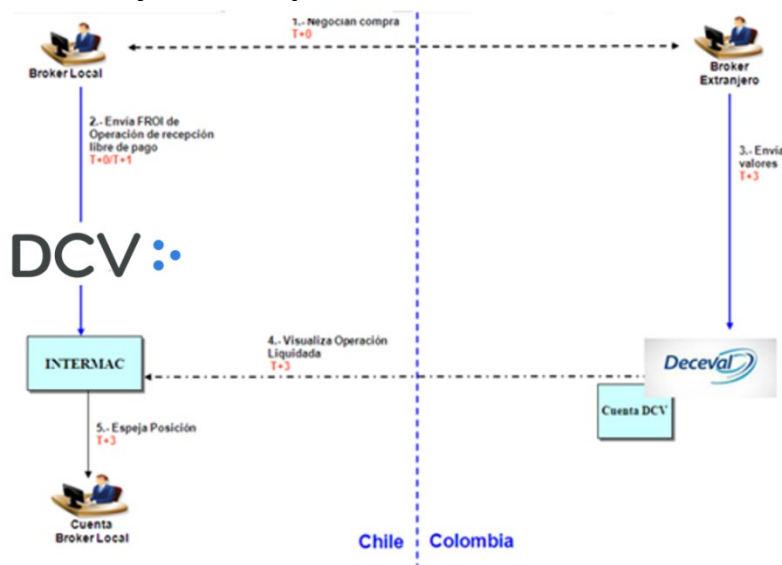 1.- Negocian compra
T+0
Broker Local
Broker
Extranjero
2.- Envía FROI de
Operación de recepción
libre de pago
T+0/T+1
3.- Envía
valores
T+3
DCV
4.- Visualiza Operación
Liquidada
T+3
INTERMAC
Deceval
Cuenta DCV
5.- Espeja Posición
T+3
Cuenta
Broker Local
Chile
Colombia